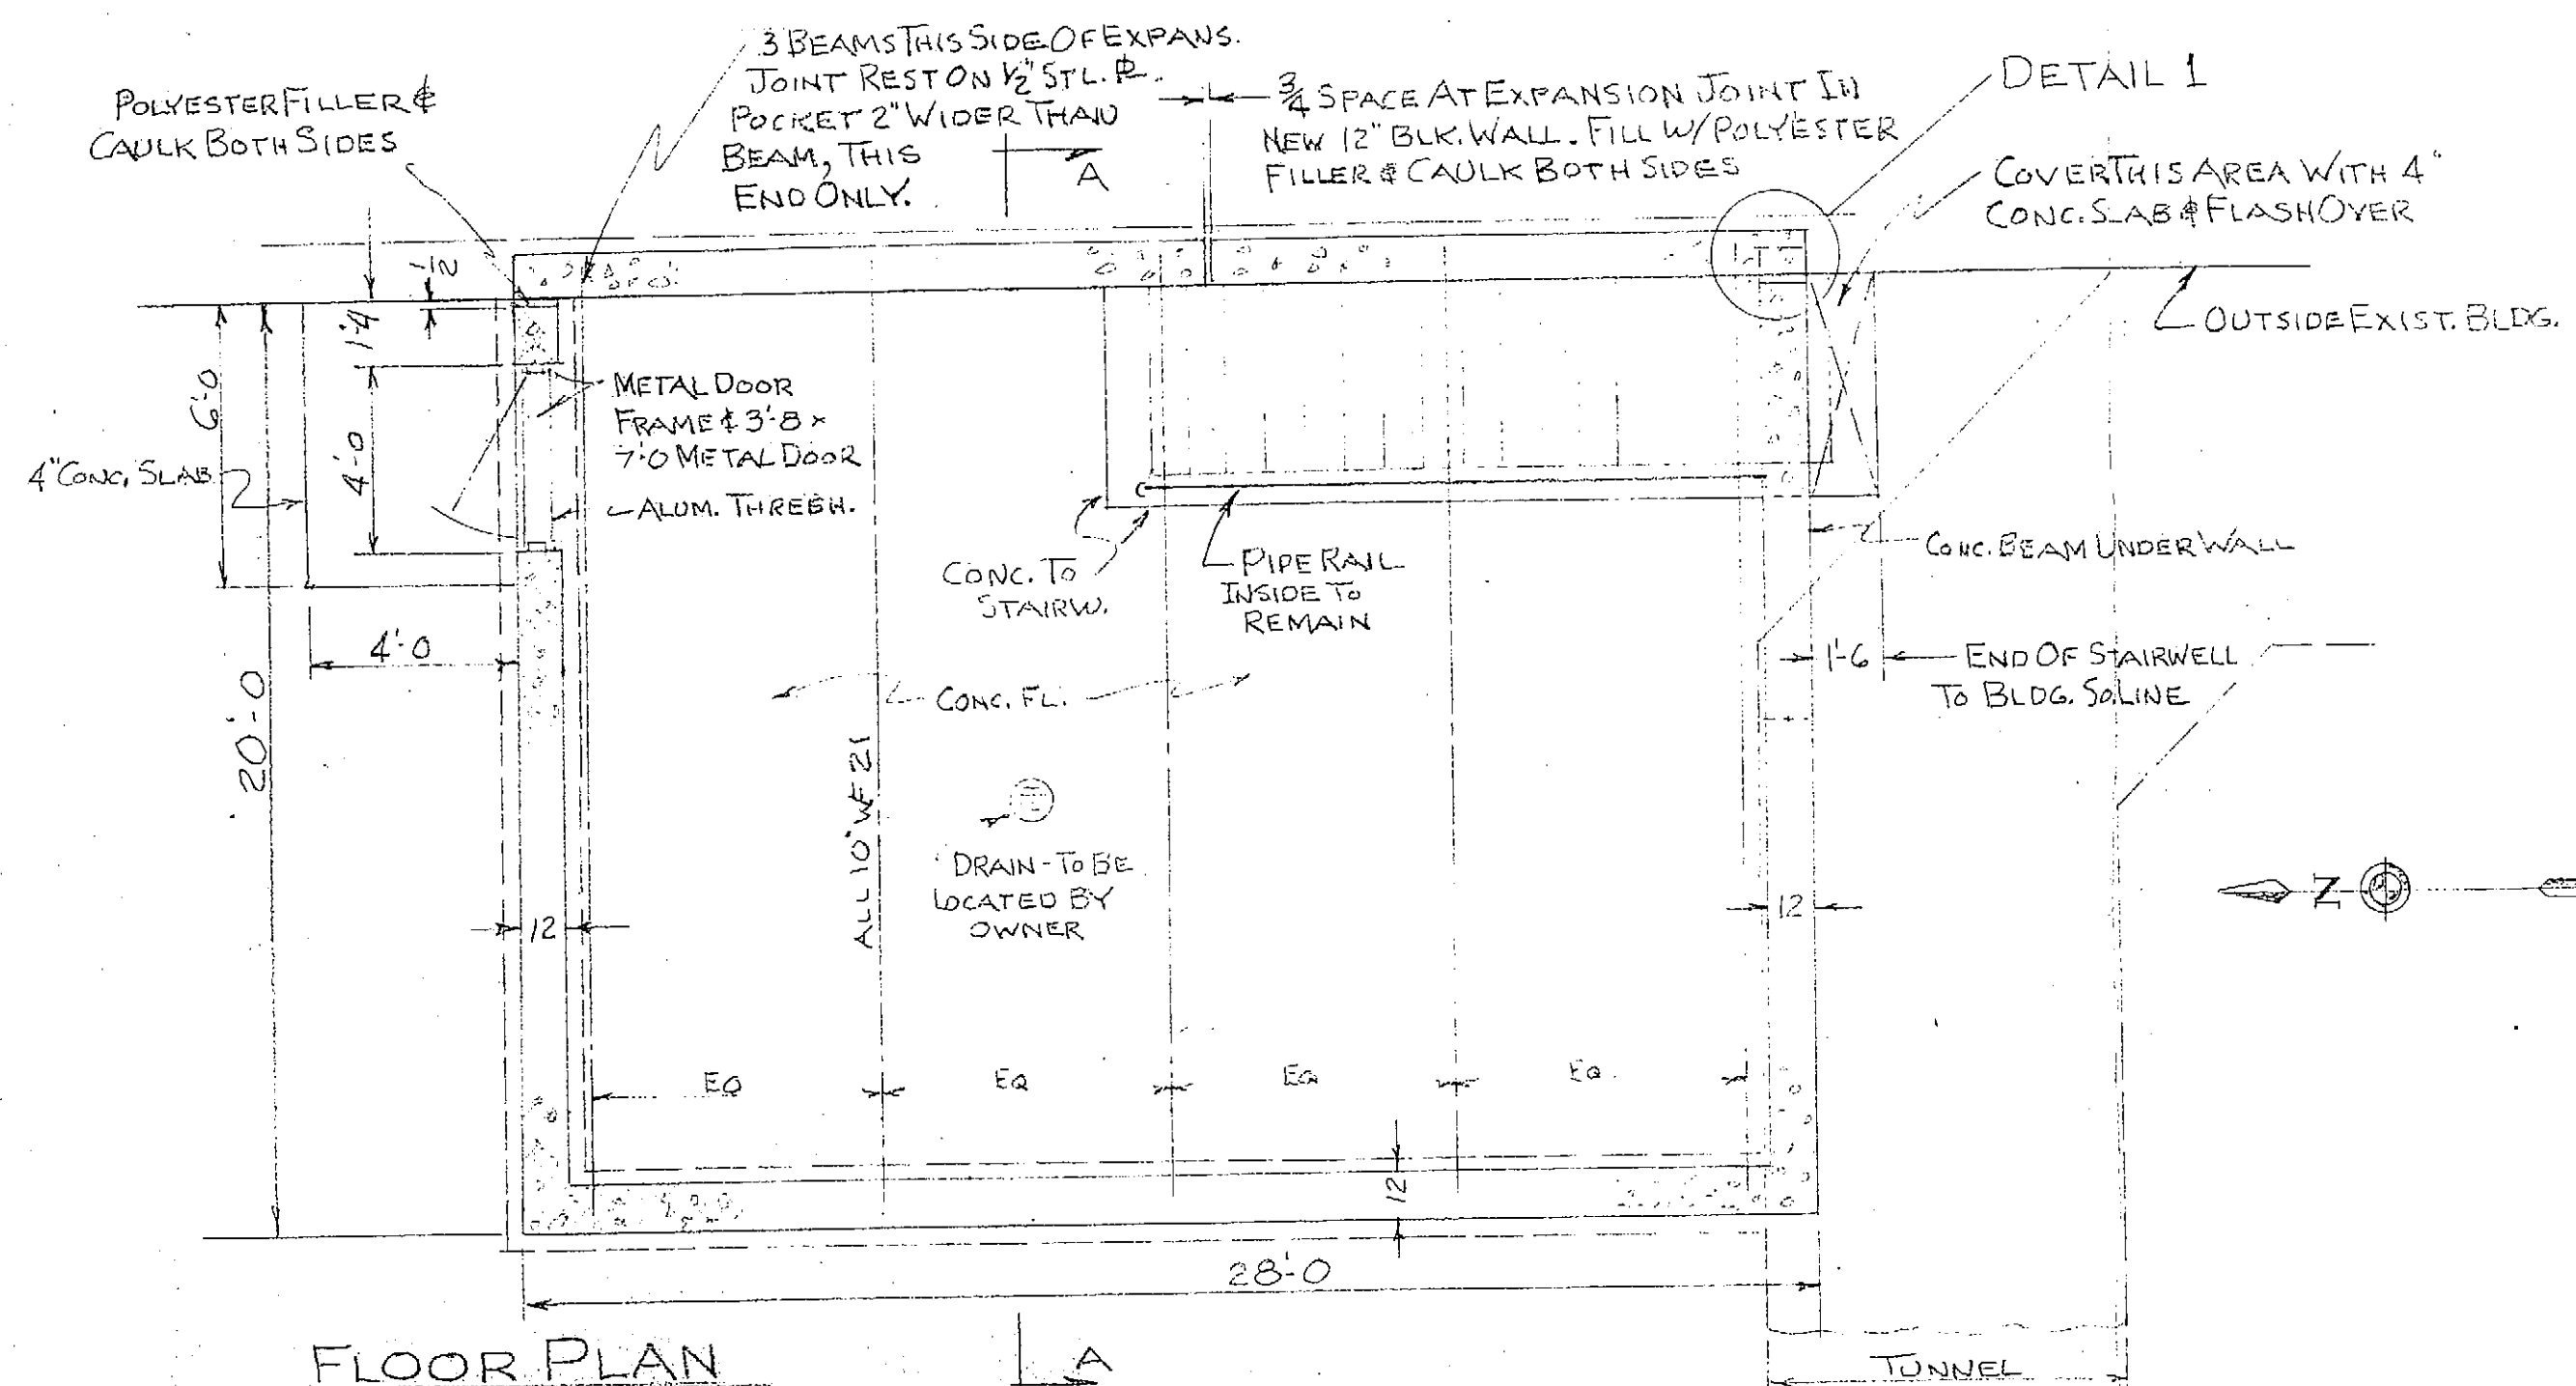 3 BEAMS THIS SIDE OF EXPANS.
JOINT REST ON 1/2" STL. PL.
POCKET 2" WIDER THAN
BEAM, THIS
END ONLY.
POLYESTER FILLER &
CAULK BOTH SIDES
3/4 SPACE AT EXPANSION JOINT IN
NEW 12" BLK. WALL. FILL W/ POLYESTER
FILLER & CAULK BOTH SIDES
DETAIL 1
COVER THIS AREA WITH 4"
CONC. SLAB & FLASH OVER
A
OUTSIDE EXIST. BLDG.
1/2
1'-4
6'-0
4'-0
20'-0
4" CONC. SLAB
METAL DOOR
FRAME & 3'-8 x
7'-0 METAL DOOR
ALUM. THRESH.
CONC. TO
STAIRW.
PIPE RAIL
INSIDE TO
REMAIN
CONC. BEAM UNDER WALL
4'-0
1'-6
END OF STAIRWELL
TO BLDG. SO. LINE
CONC. FL.
ALL 10" WF 21
DRAIN - TO BE
LOCATED BY
OWNER
12
12
N
EQ
EQ
EQ
EQ.
12
28'-0
FLOOR PLAN
A
TUNNEL